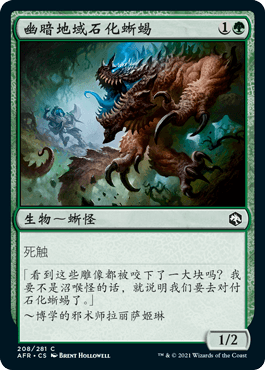 幽暗地域石化蜥蜴 1
生物～蜥怪
死触
「看到这些雕像都被咬下了一大块吗？我
要不是沼喉怪的话，就说明我们要去对付
石化蜥蜴了。」
～博学的邪术师拉丽萨姬琳
1/2
208/281 C
AFR • CS BRENT HOLLOWELL
™ & © 2021 Wizards of the Coast